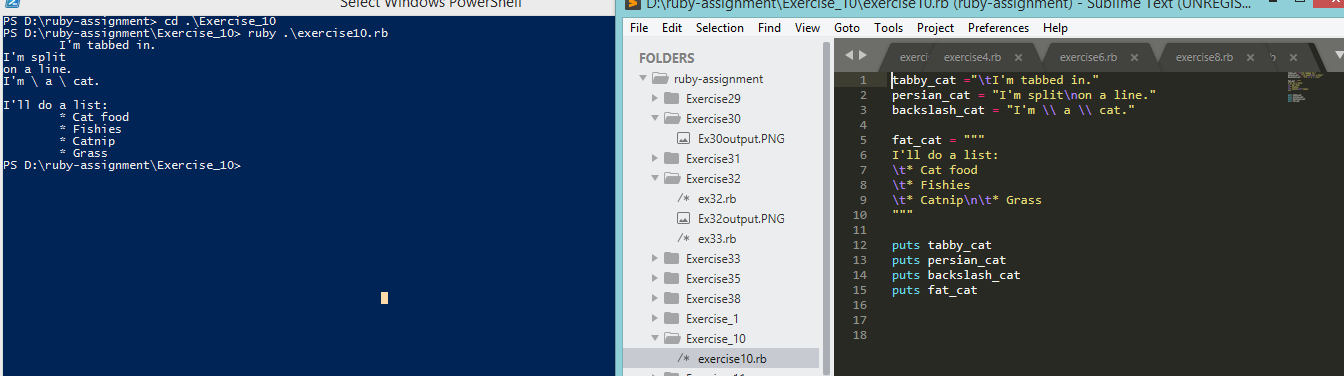 Select Windows PowerShell
PS D:\ruby-assignment> cd .\Exercise_10
PS D:\ruby-assignment\Exercise_10> ruby .\exercise10.rb
        I'm tabbed in.
I'm split
on a line.
I'm \ a \ cat.
I'll do a list:
        * Cat food
        * Fishies
        * Catnip
        * Grass
PS D:\ruby-assignment\Exercise_10>
D:\ruby-assignment\Exercise_10\exercise10.rb (ruby-assignment) - Sublime Text (UNREGIS...
File Edit Selection Find View Goto Tools Project Preferences Help
FOLDERS
ruby-assignment
Exercise29
Exercise30
Ex30output.PNG
Exercise31
Exercise32
/* ex32.rb
Ex32output.PNG
/* ex33.rb
Exercise33
Exercise35
Exercise38
Exercise_1
Exercise_10
/* exercise10.rb
exerci exercise4.rb × exercise6.rb × exercise8.rb ×
1 tabby_cat ="\tI'm tabbed in."
2 persian_cat = "I'm split\non a line."
3 backslash_cat = "I'm \\ a \\ cat."
4
5 fat_cat = """
6 I'll do a list:
7 \t* Cat food
8 \t* Fishies
9 \t* Catnip\n\t* Grass
10 """
11
12 puts tabby_cat
13 puts persian_cat
14 puts backslash_cat
15 puts fat_cat
16
17
18